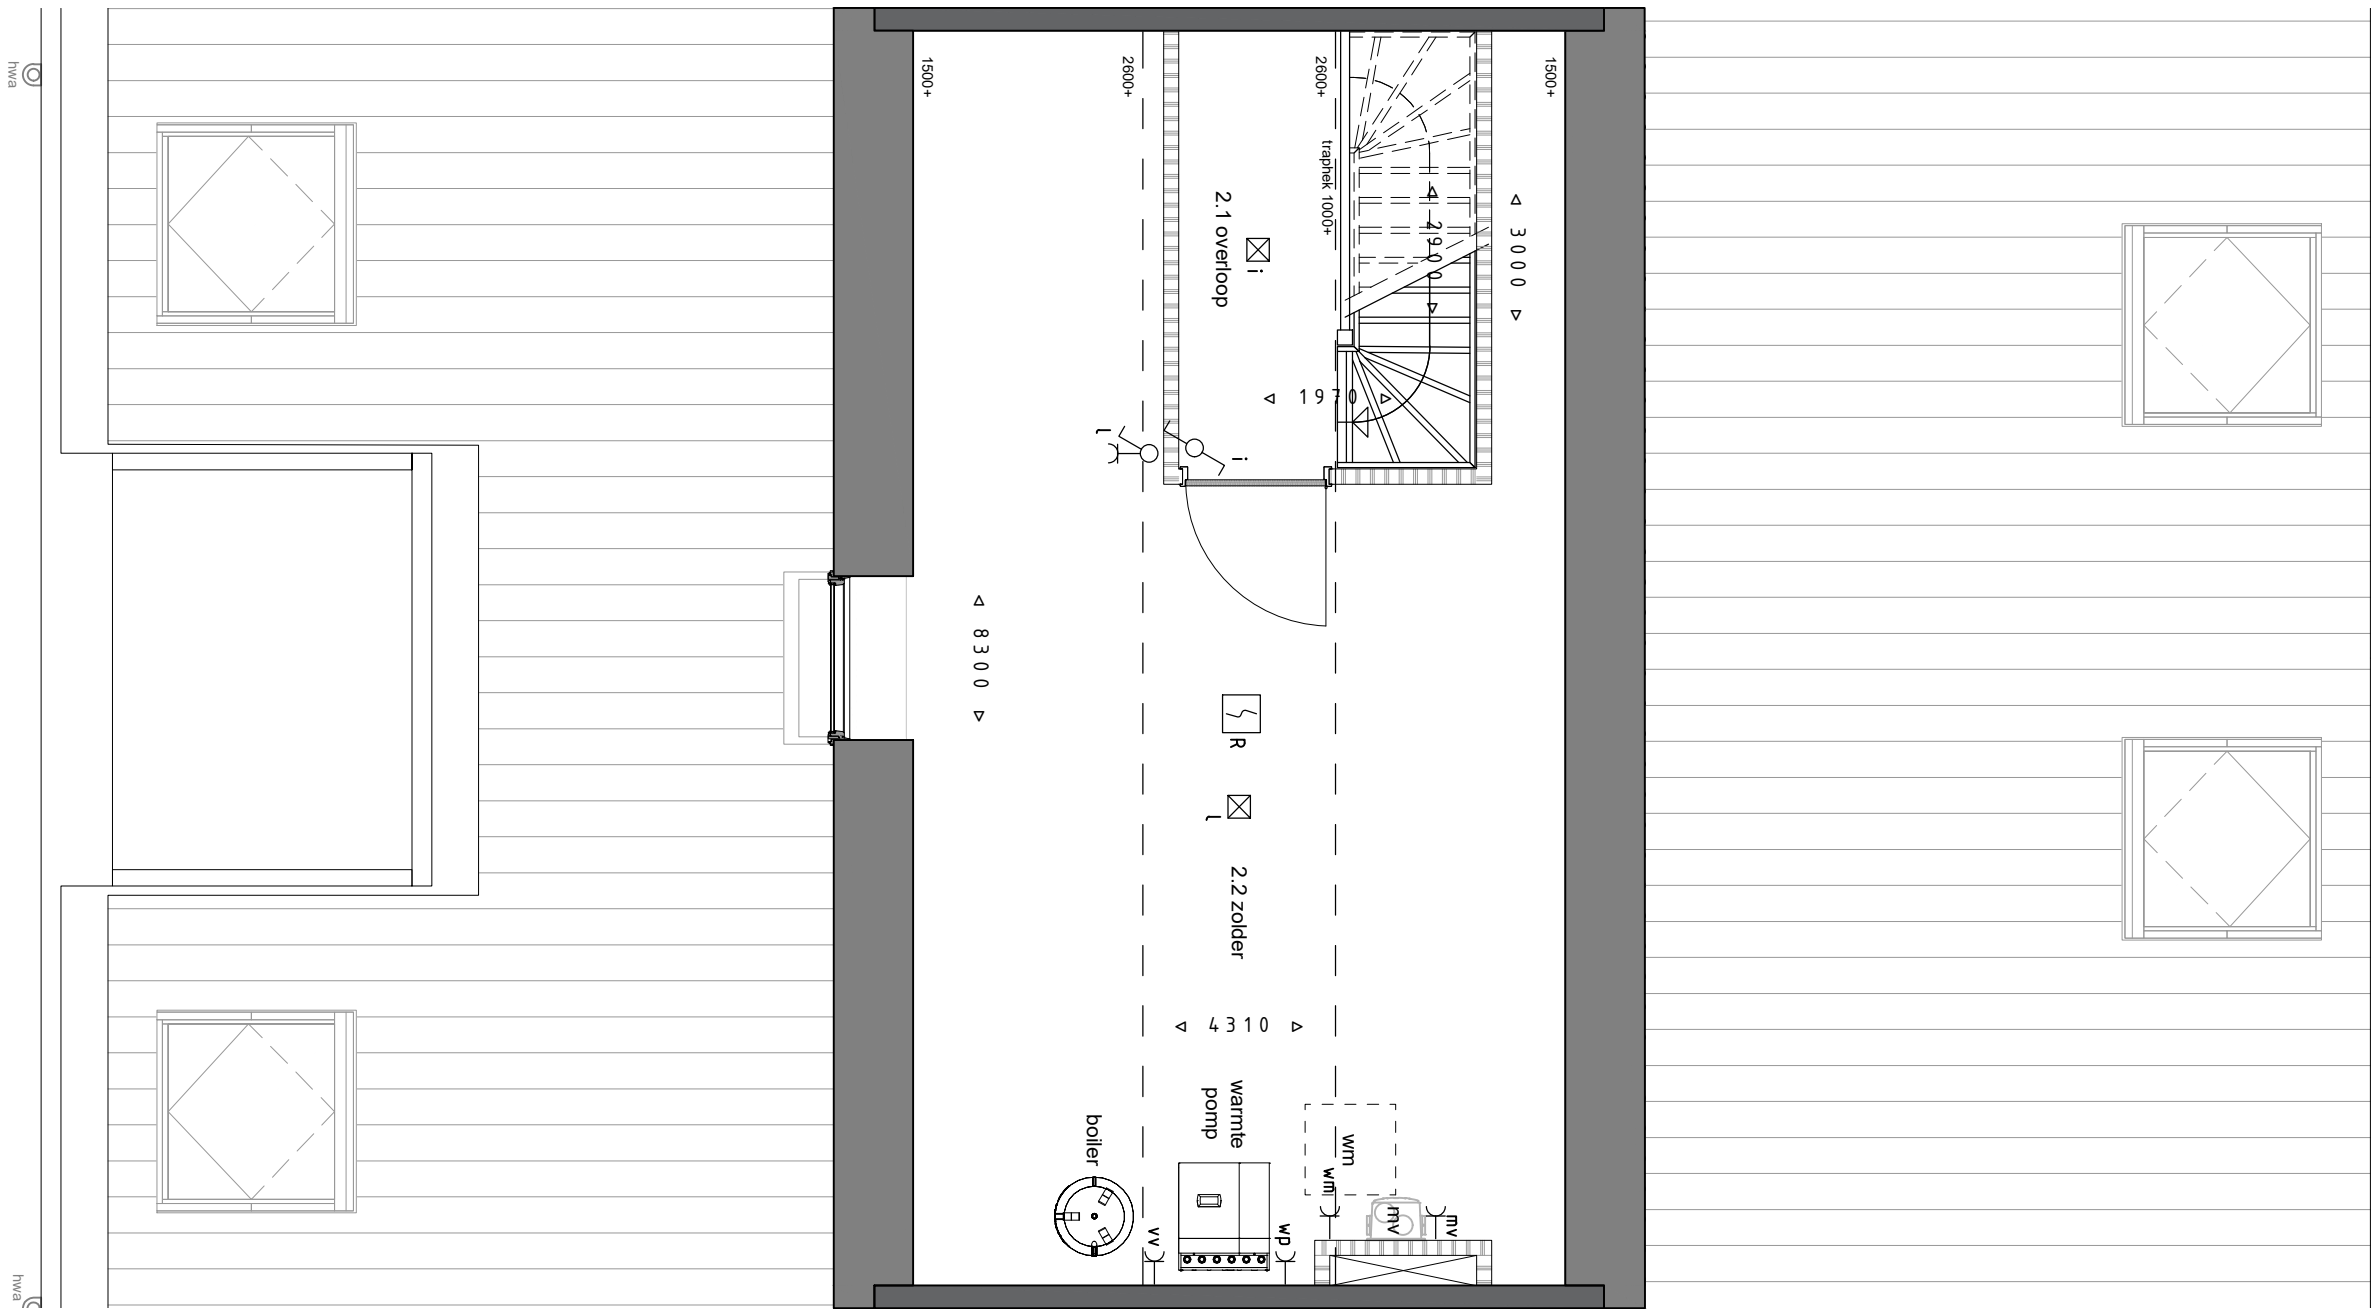 hwa
1500+
2600+
2600+
1500+
traphek 1000+
2.1 overloop
i
2900
3000
1970
l
i
8300
R
l
2.2 zolder
4310
warmte
pomp
boiler
wm
wm
mv
mv
vv
wp
hwa